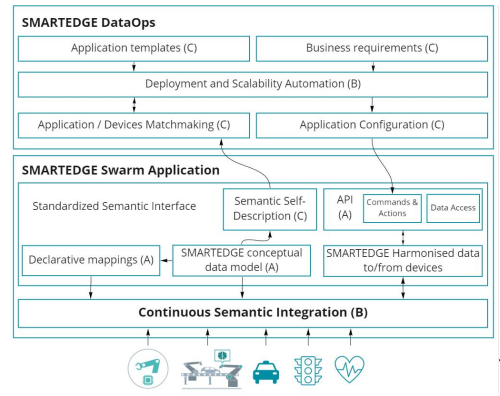 SMARTEDGE DataOps
Application templates (C)
Business requirements (C)
Deployment and Scalability Automation (B)
Application / Devices Matchmaking (C)
Application Configuration (C)
SMARTEDGE Swarm Application
Standardized Semantic Interface
Semantic Self-
Description (C)
API
(A)
Commands &
Actions
Data Access
Declarative mappings (A)
SMARTEDGE conceptual
data model (A)
SMARTEDGE Harmonised data
to/from devices
Continuous Semantic Integration (B)